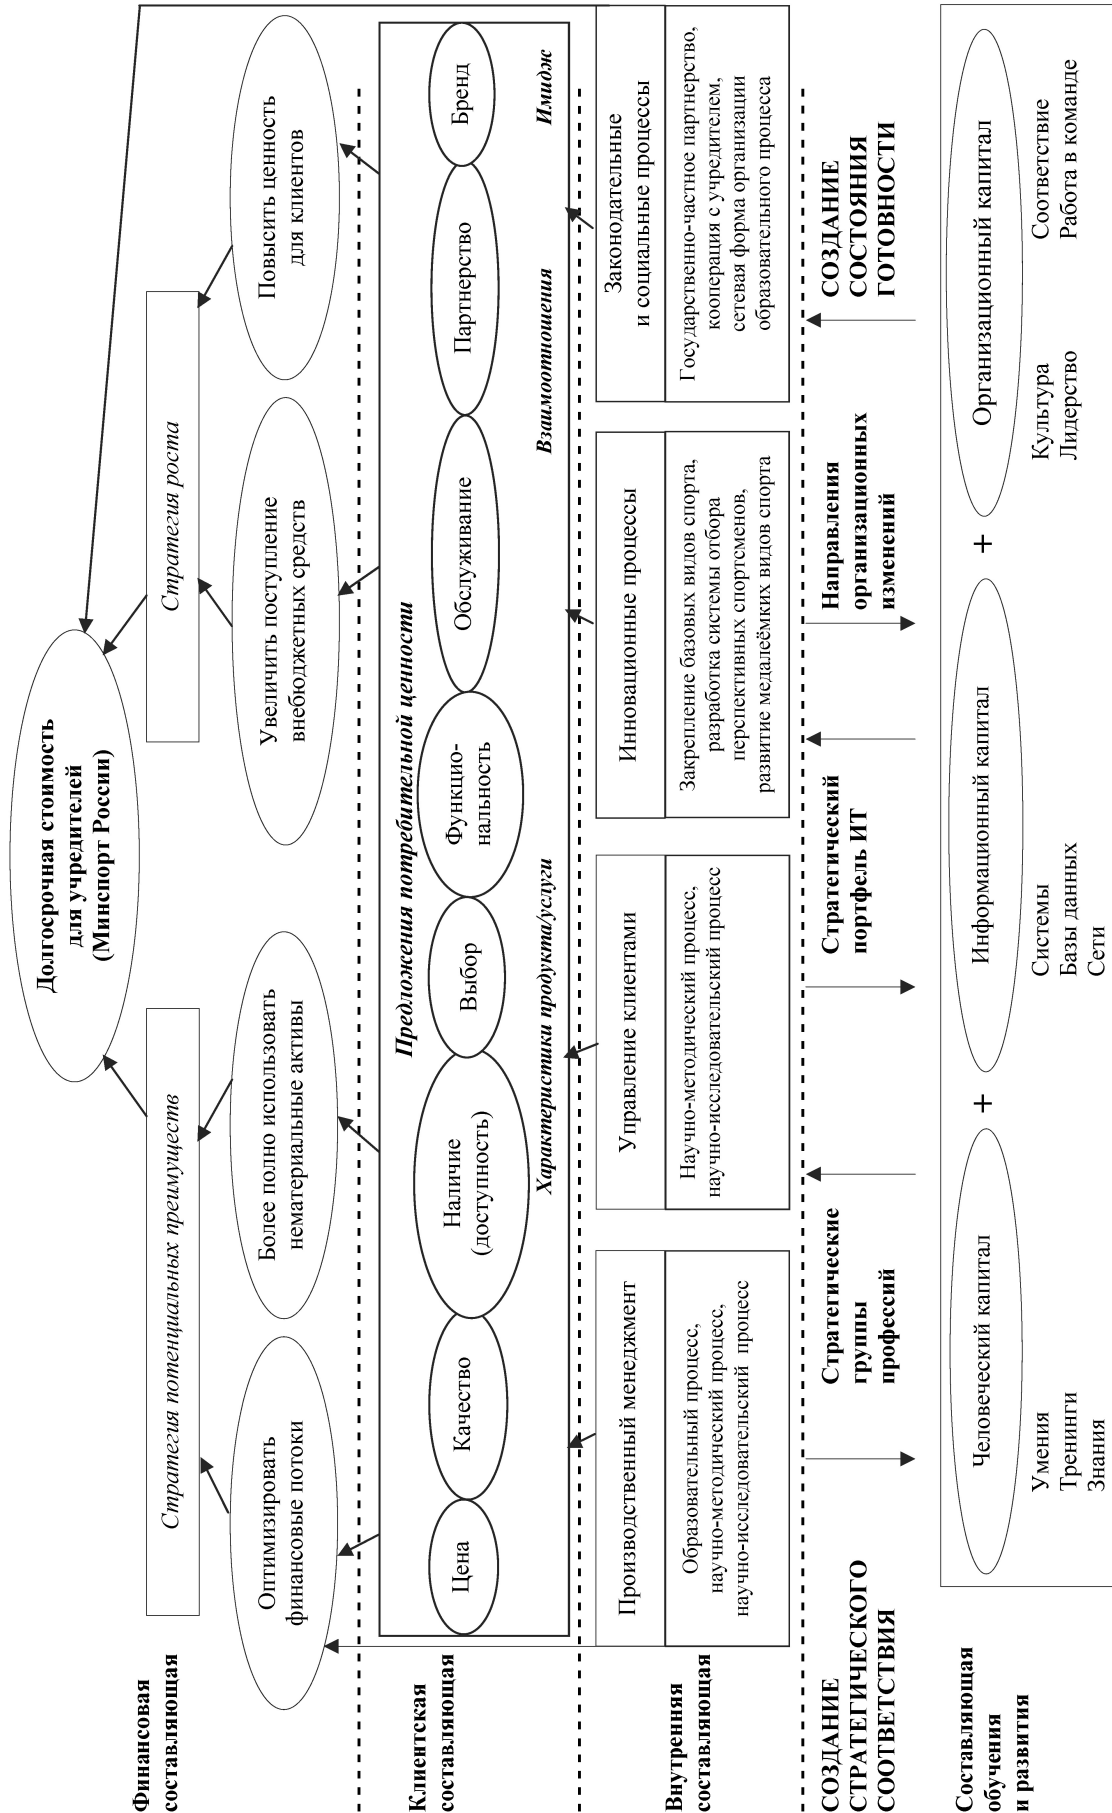 Финансовая
составляющая
Долгосрочная стоимость
для учредителей
(Минспорт России)
Стратегия потенциальных преимуществ
Стратегия роста
Оптимизировать
финансовые потоки
Более полно использовать
нематериальные активы
Увеличить поступление
внебюджетных средств
Повысить ценность
для клиентов
Клиентская
составляющая
Предложения потребительной ценности
Цена
Качество
Наличие
(доступность)
Выбор
Функцио-
нальность
Обслуживание
Партнерство
Бренд
Характеристики продукта/услуги
Взаимоотношения
Имидж
Внутренняя
составляющая
Производственный менеджмент
Образовательный процесс,
научно-методический процесс,
научно-исследовательский процесс
Управление клиентами
Научно-методический процесс,
научно-исследовательский процесс
Инновационные процессы
Закрепление базовых видов спорта,
разработка системы отбора
перспективных спортсменов,
развитие медалеёмких видов спорта
Законодательные
и социальные процессы
Государственно-частное партнерство,
кооперация с учредителем,
сетевая форма организации
образовательного процесса
СОЗДАНИЕ
СТРАТЕГИЧЕСКОГО
СООТВЕТСТВИЯ
Стратегические
группы
профессий
Стратегический
портфель ИТ
Направления
организационных
изменений
СОЗДАНИЕ
СОСТОЯНИЯ
ГОТОВНОСТИ
Составляющая
обучения
и развития
Человеческий капитал
+
Информационный капитал
+
Организационный капитал
Умения
Тренинги
Знания
Системы
Базы данных
Сети
Культура
Лидерство
Соответствие
Работа в команде